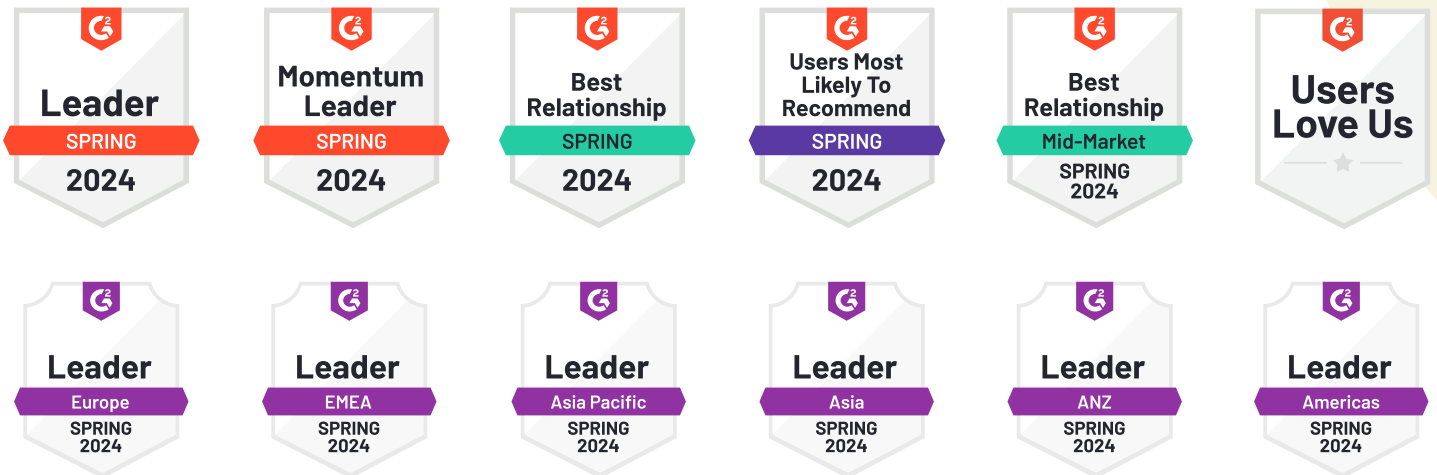 G2
Leader
SPRING
2024
G2
Momentum
Leader
SPRING
2024
G2
Best
Relationship
SPRING
2024
G2
Users Most
Likely To
Recommend
SPRING
2024
G2
Best
Relationship
Mid-Market
SPRING
2024
G2
Users
Love Us
G2
Leader
Europe
SPRING
2024
G2
Leader
EMEA
SPRING
2024
G2
Leader
Asia Pacific
SPRING
2024
G2
Leader
Asia
SPRING
2024
G2
Leader
ANZ
SPRING
2024
G2
Leader
Americas
SPRING
2024